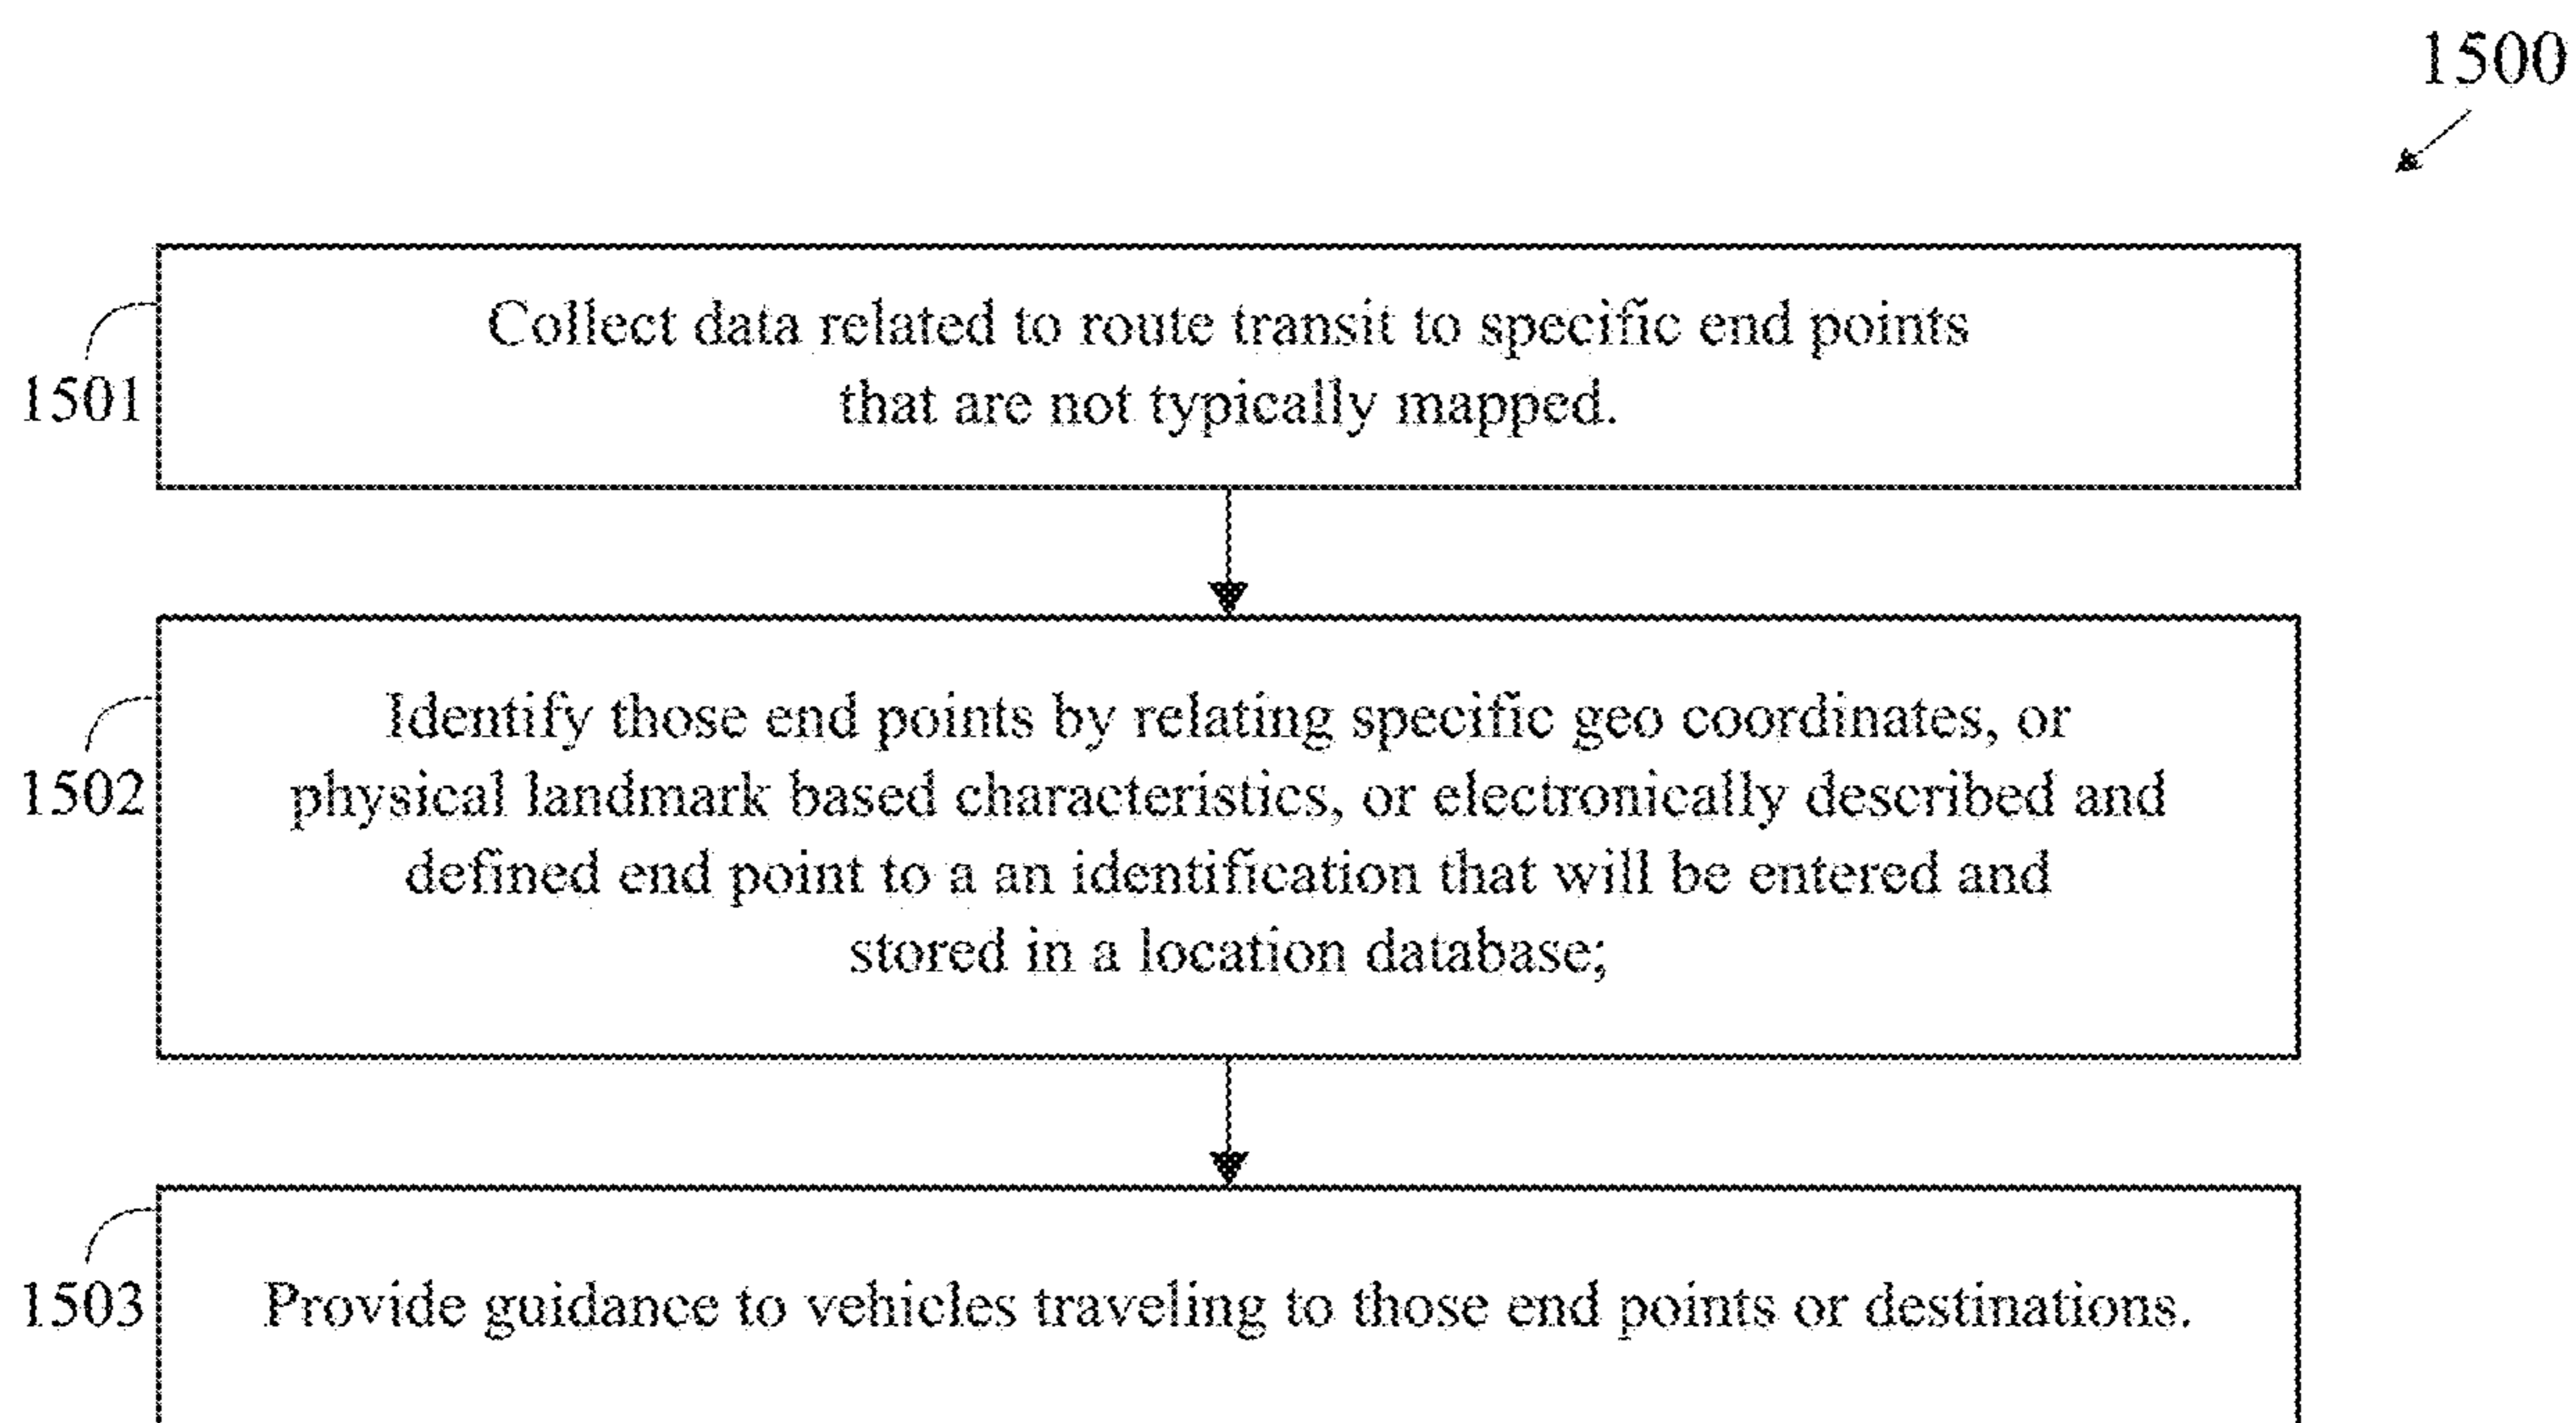 1500
Collect data related to route transit to specific end points
that are not typically mapped.
1501
Identify those end points by relating specific geo coordinates, or
physical landmark based characteristics, or electronically described and
1502
defined end point to a an identification that will be entered and
stored in a location database;
1503
Provide guidance to vehicles traveling to those end points or destinations.